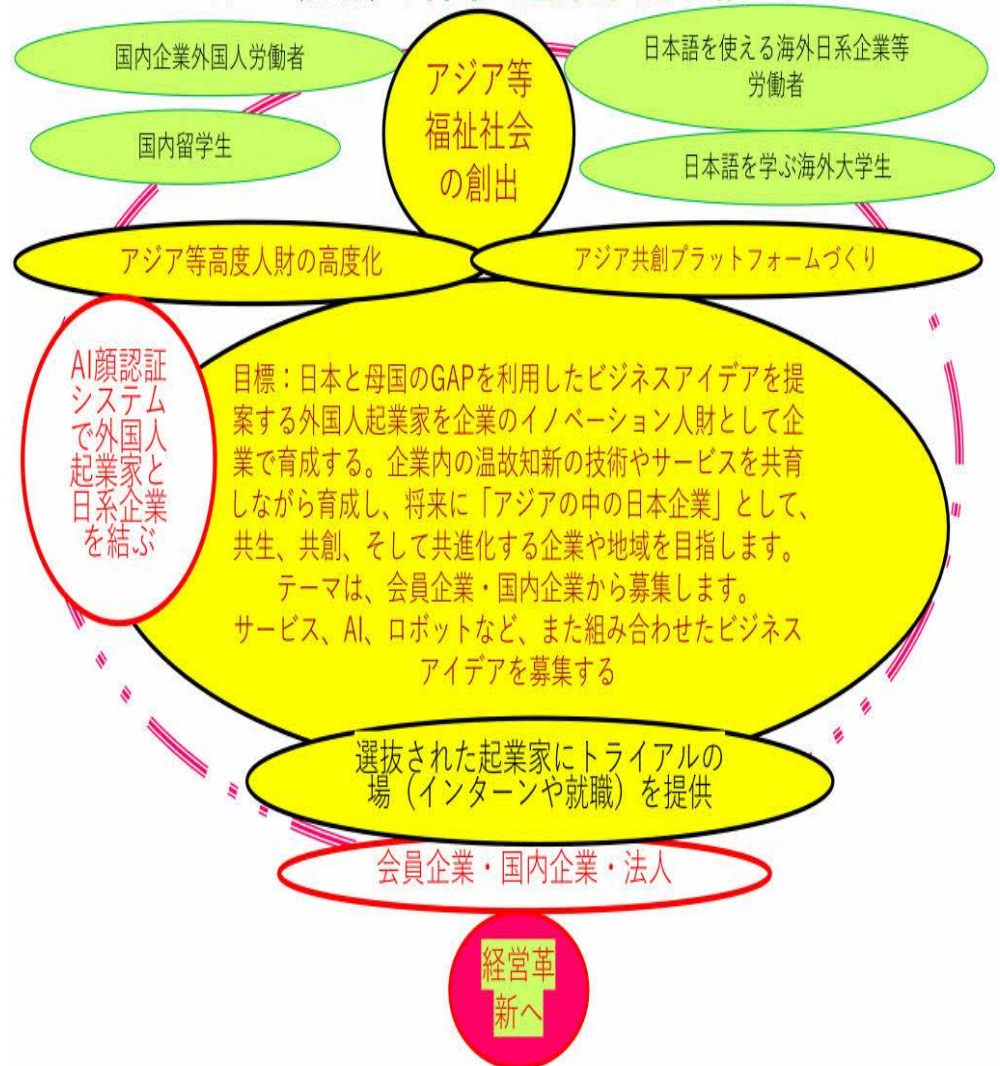 国内企業外国人労働者
アジア等
福祉社会
の創出
日本語を使える海外日系企業等
労働者
国内留学生
日本語を学ぶ海外大学生
アジア等高度人財の高度化
アジア共創プラットフォームづくり
AI顔認証
システム
で外国人
起業家と
日系企業
を結ぶ
目標：日本と母国のGAPを利用したビジネスアイデアを提
案する外国人起業家を企業のイノベーション人財として企
業で育成する。企業内の温故知新の技術やサービスを共育
しながら育成し、将来に「アジアの中の日本企業」として、
共生、共創、そして共進化する企業や地域を目指します。
テーマは、会員企業・国内企業から募集します。
サービス、AI、ロボットなど、また組み合わせたビジネス
アイデアを募集する
選抜された起業家にトライアルの
場（インターンや就職）を提供
会員企業・国内企業・法人
経営革
新へ